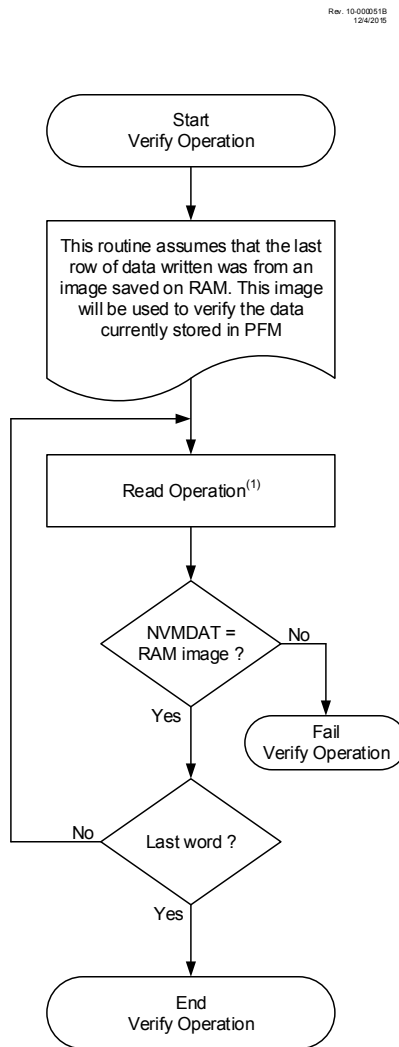 Rev. 10-000051B
12/4/2015
Start
Verify Operation
This routine assumes that the last
row of data written was from an
image saved on RAM. This image
will be used to verify the data
currently stored in PFM
Read Operation(1)
NVMDAT =
RAM image ?
No
Yes
Fail
Verify Operation
Last word ?
No
Yes
End
Verify Operation